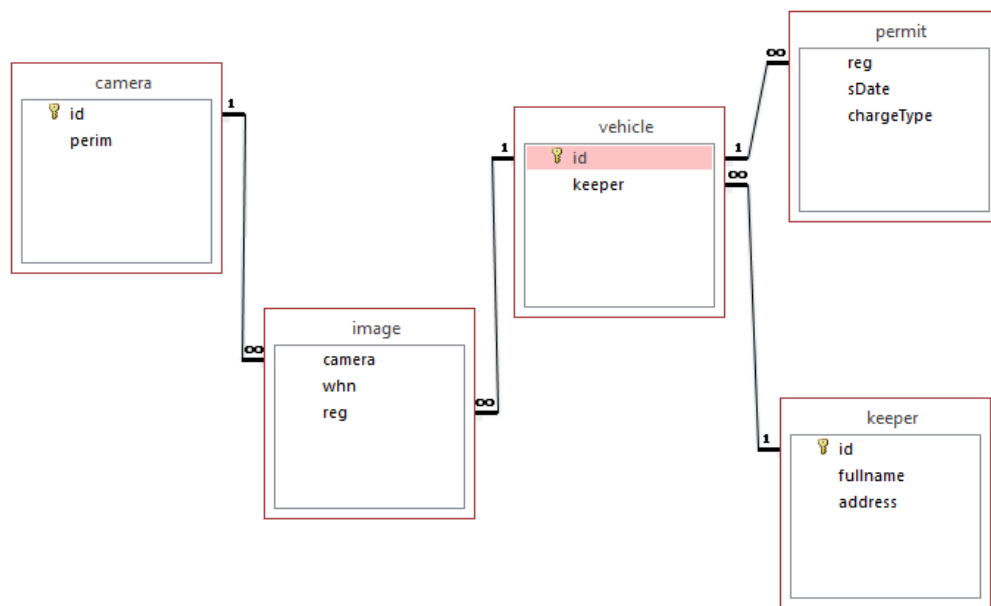 camera
id
perim
1
∞
image
camera
whn
reg
∞
1
vehicle
id
keeper
1
∞
∞
permit
reg
sDate
chargeType
1
keeper
id
fullname
address